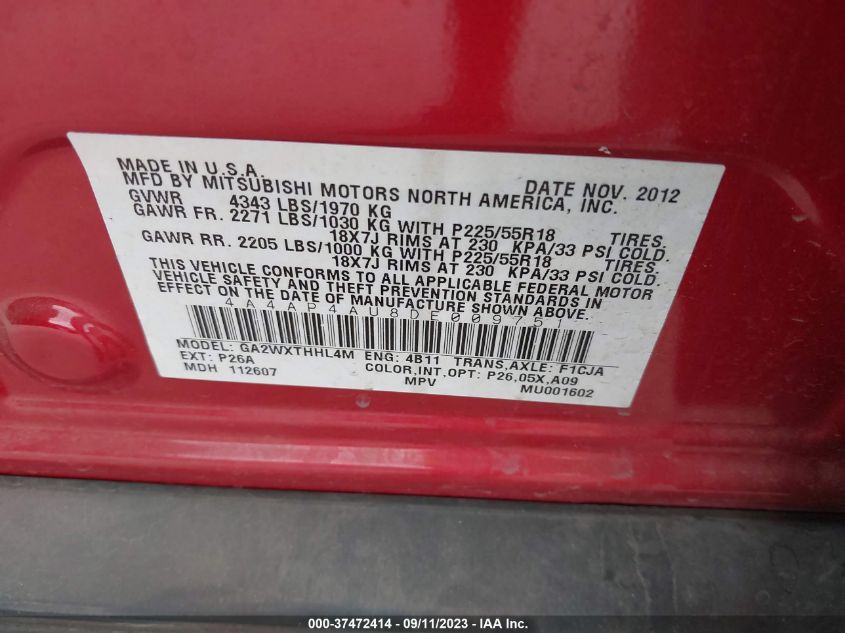 MADE IN U.S.A.
MFD BY MITSUBISHI MOTORS NORTH AMERICA, INC. DATE NOV. 2012
GVWR 4343 LBS/1970 KG
GAWR FR. 2271 LBS/1030 KG WITH P225/55R18 TIRES.
18X7J RIMS AT 230 KPA/33 PSI COLD.
GAWR RR. 2205 LBS/1000 KG WITH P225/55R18 TIRES.
18X7J RIMS AT 230 KPA/33 PSI COLD.
THIS VEHICLE CONFORMS TO ALL APPLICABLE FEDERAL MOTOR
VEHICLE SAFETY AND THEFT PREVENTION STANDARDS IN
EFFECT ON THE DATE OF MANUFACTURE SHOWN ABOVE.
4A4AP4AU8DE009751
MODEL: GA2WXTHHL4M ENG: 4B11 TRANS,AXLE: F1CJA
EXT: P26A COLOR,INT,OPT: P26,05X,A09
MDH 112607 MPV MU001602
000-37472414 - 09/11/2023 - IAA Inc.